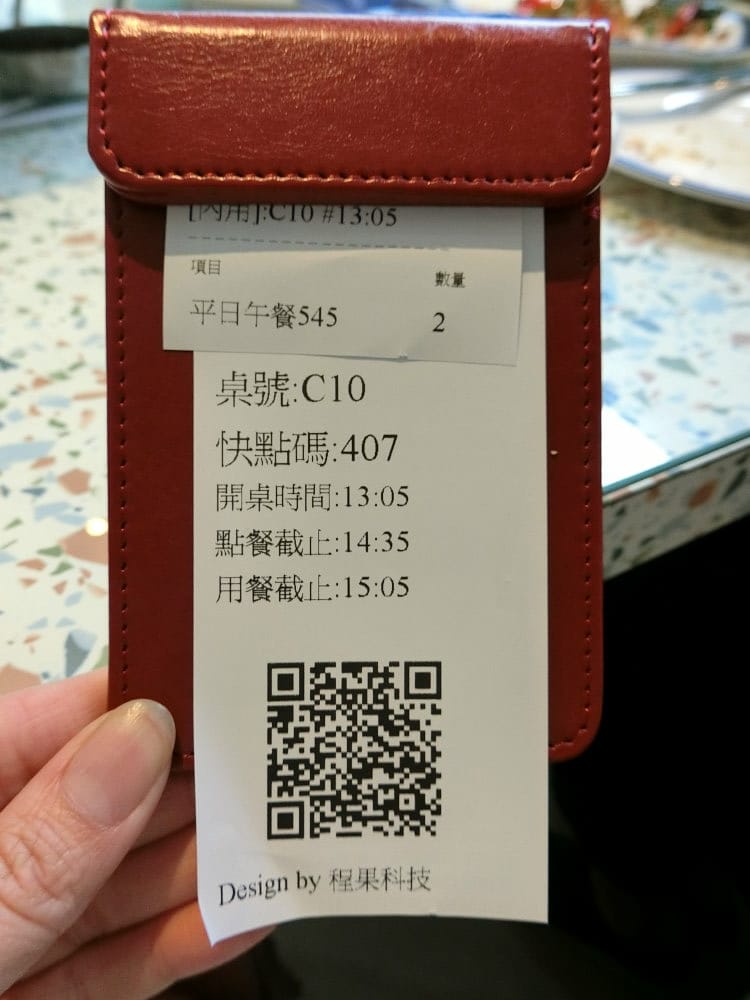 [內用]:C10 #13:05
項目 數量
平日午餐545 2
桌號:C10
快點碼:407
開桌時間:13:05
點餐截止:14:35
用餐截止:15:05
Design by 程果科技